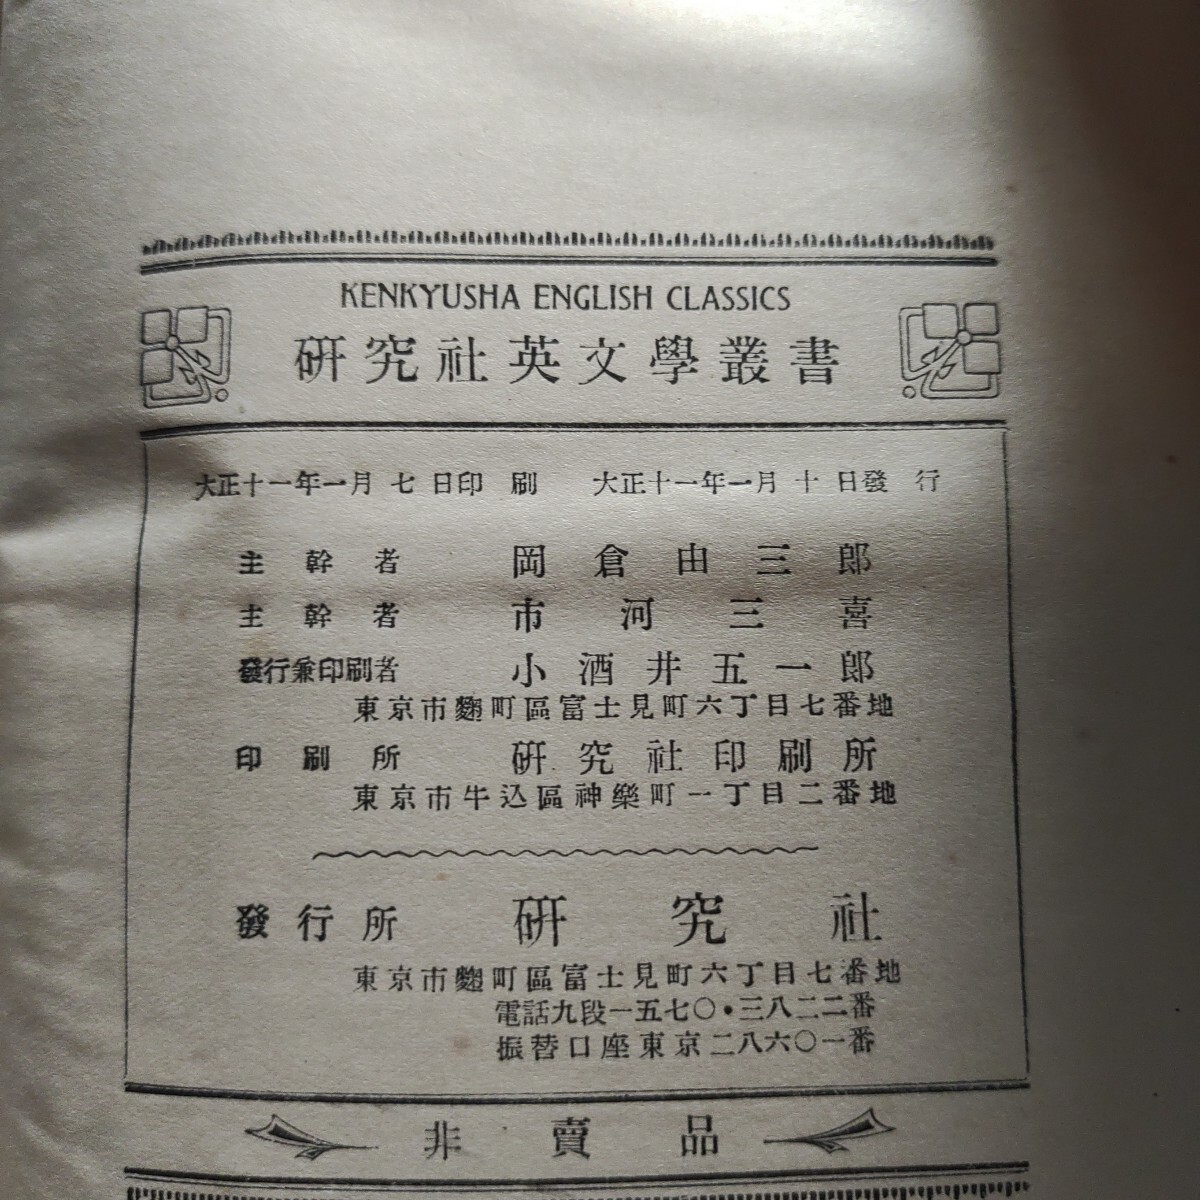 KENKYUSHA ENGLISH CLASSICS
硏究社英文學叢書
大正十一年一月七日印刷 大正十一年一月十日發行
主幹者 岡倉由三郎
主幹者 市河三喜
發行兼印刷者 小酒井五一郎
東京市麴町區富士見町六丁目七番地
印刷所 硏究社印刷所
東京市牛込區神樂町一丁目二番地
發行所 硏究社
東京市麴町區富士見町六丁目七番地
電話九段一五七〇・三八二二番
振替口座東京二八六〇一番
非賣品